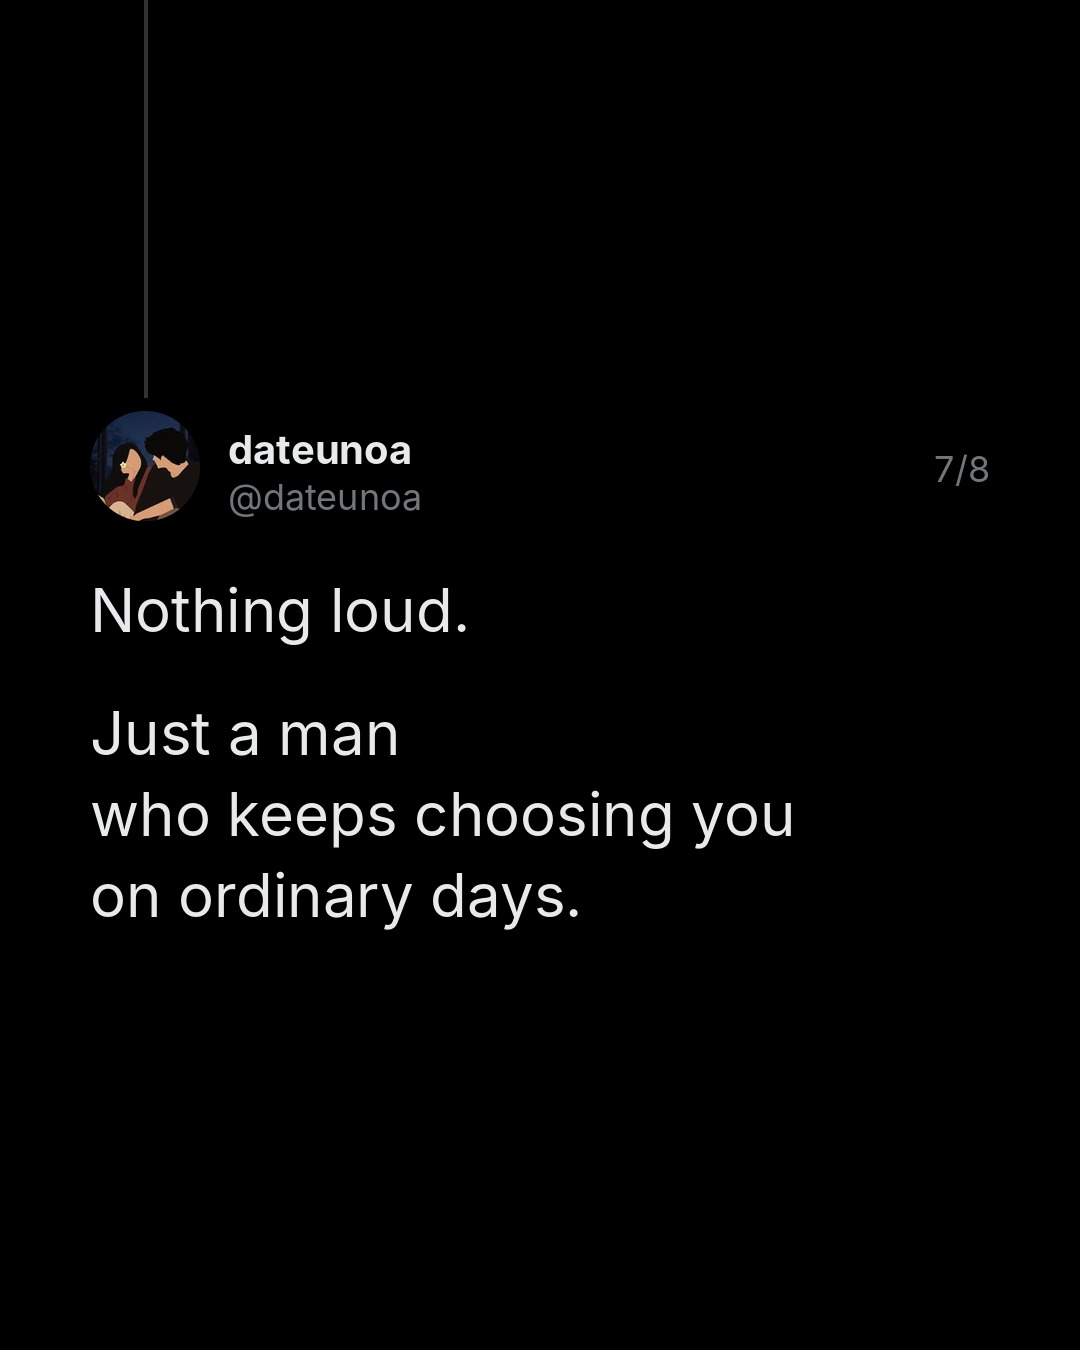 dateunoa
@dateunoa
7/8
Nothing loud.
Just a man
who keeps choosing you
on ordinary days.